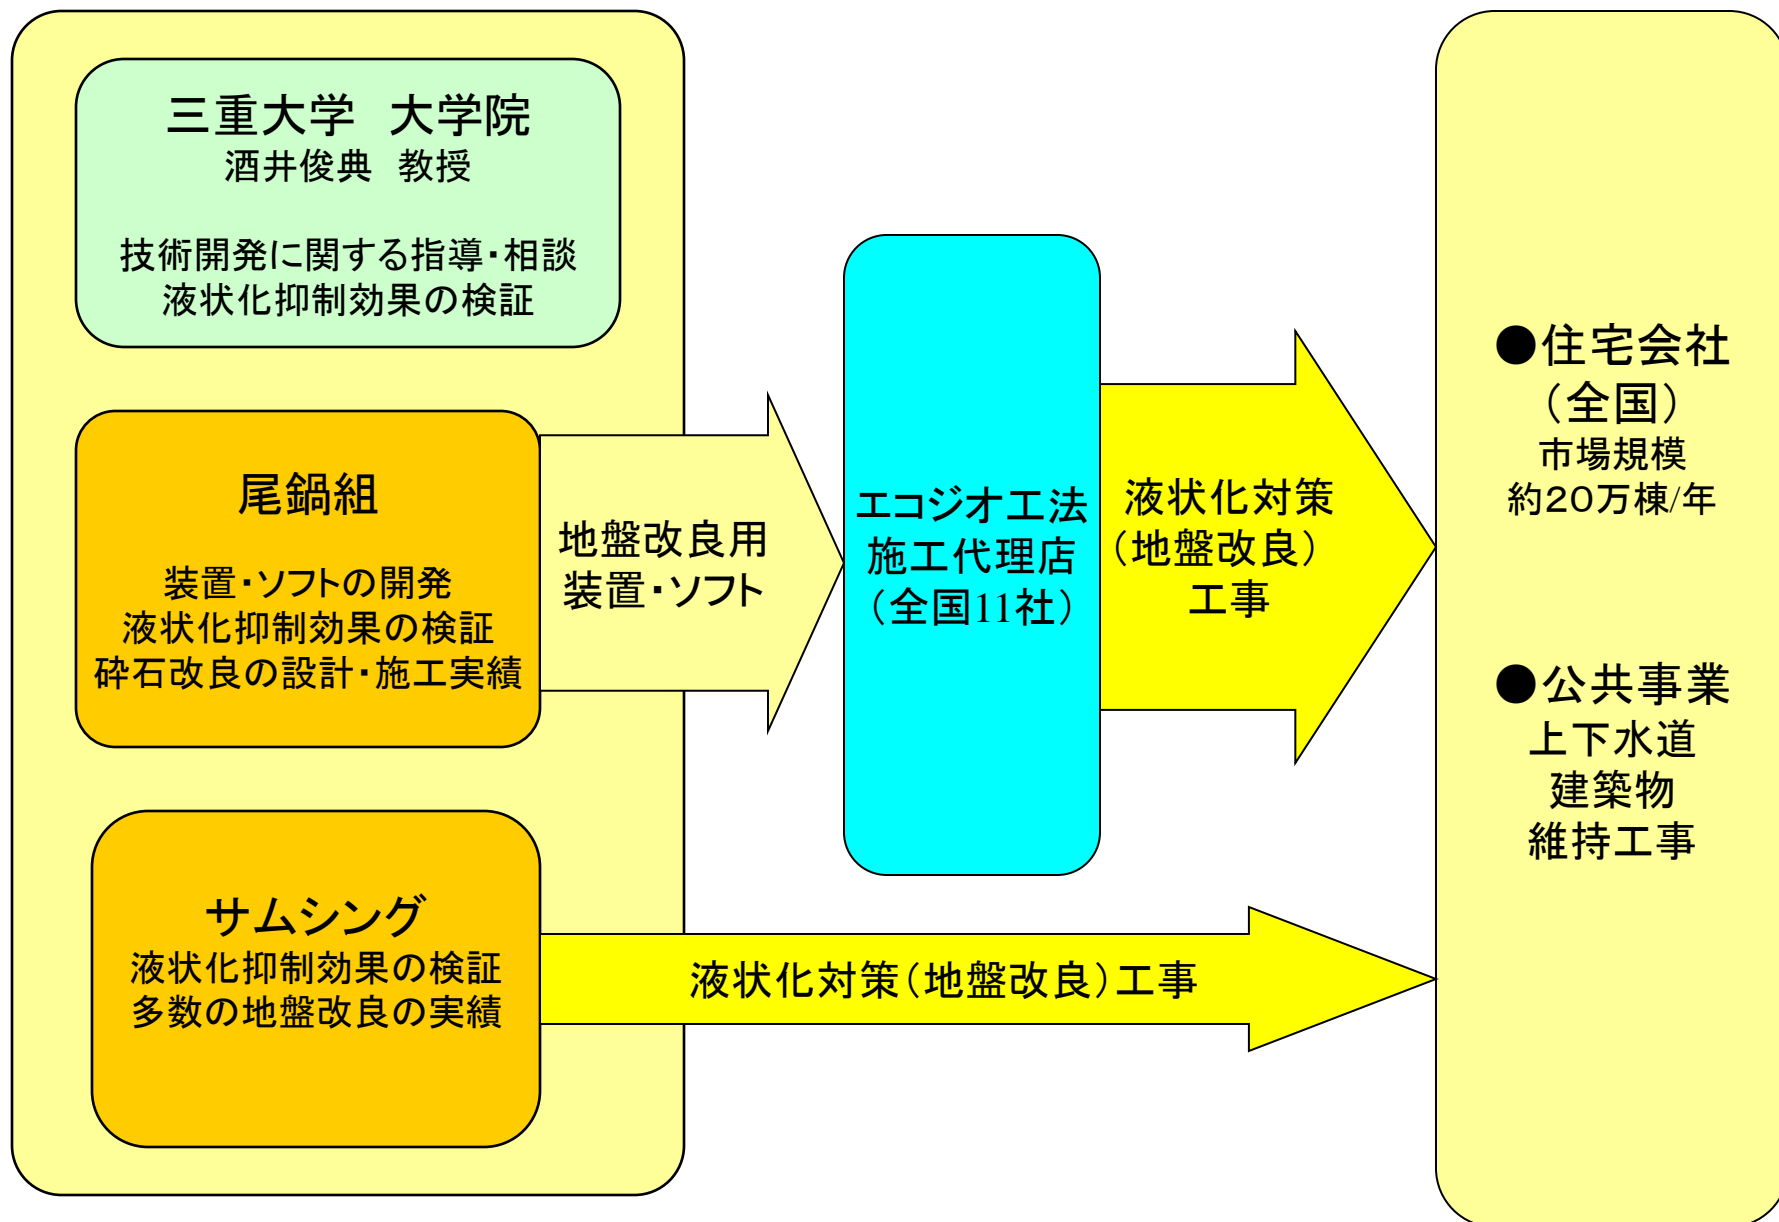 三重大学　大学院
酒井俊典　教授
技術開発に関する指導・相談
液状化抑制効果の検証
尾鍋組
装置・ソフトの開発
液状化抑制効果の検証
砕石改良の設計・施工実績
サムシング
液状化抑制効果の検証
多数の地盤改良の実績
地盤改良用
装置・ソフト
エコジオ工法
施工代理店
（全国11社）
液状化対策
（地盤改良）
工事
液状化対策（地盤改良）工事
●住宅会社
（全国）
市場規模
約２０万棟/年
●公共事業
上下水道
建築物
維持工事